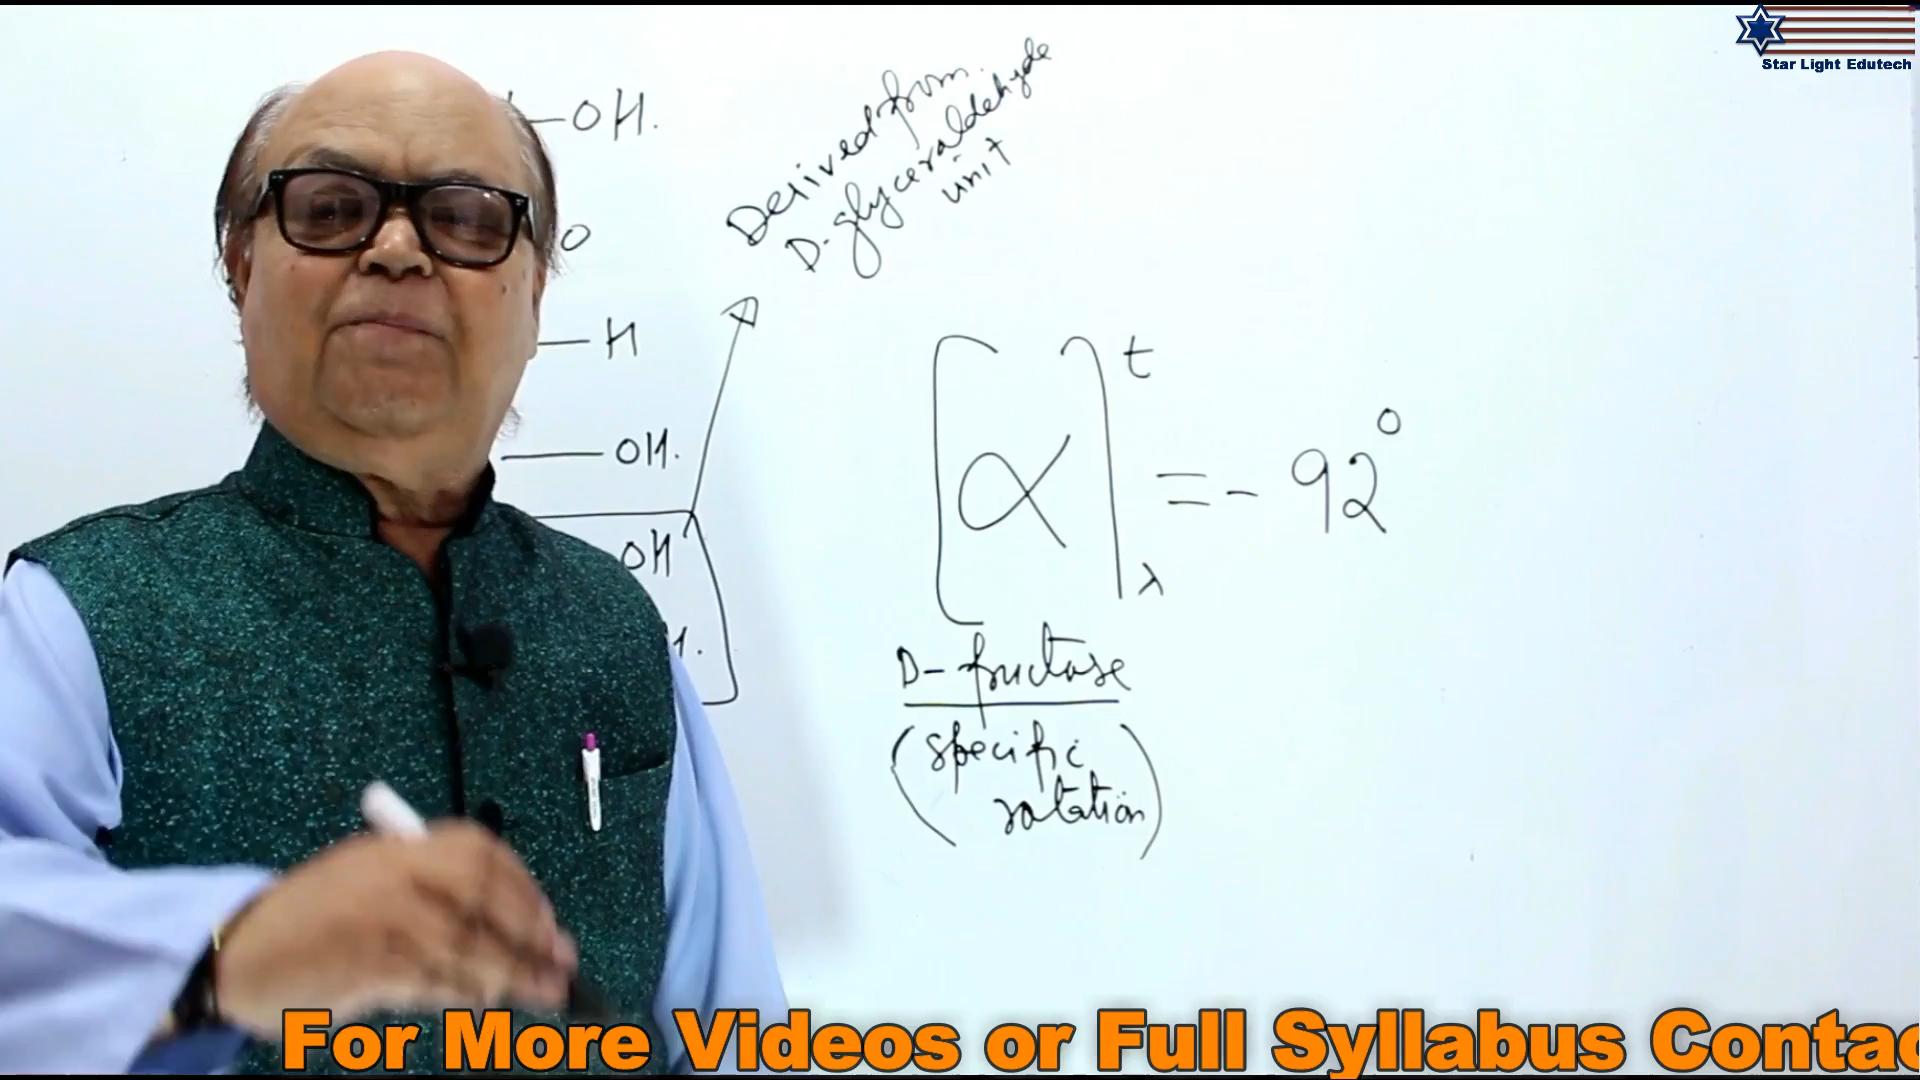 Star Light Edutech
OH.
O
H
OH.
OH
Derived from
D-glyceraldehyde
unit
[α]
t
λ
= - 92°
D- fructose
(specific
rotation)
For More Videos or Full Syllabus Contac